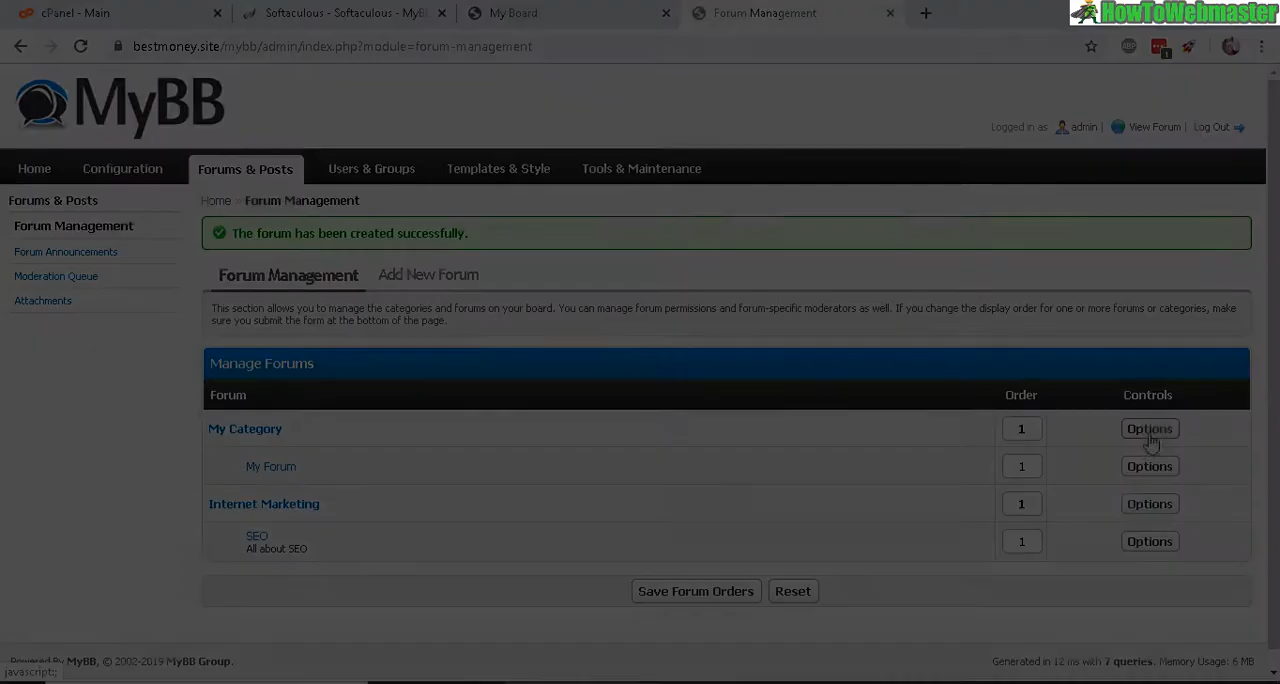 cPanel - Main
Softaculous - Softaculous - MyBB
My Board
Forum Management
HowToWebmaster
bestmoney.site/mybb/admin/index.php?module=forum-management
ABP
1
MyBB
Logged in as admin | View Forum | Log Out
Home Configuration Forums & Posts Users & Groups Templates & Style Tools & Maintenance
Forums & Posts
Forum Management
Forum Announcements
Moderation Queue
Attachments
Home » Forum Management
The forum has been created successfully.
Forum Management Add New Forum
This section allows you to manage the categories and forums on your board. You can manage forum permissions and forum-specific moderators as well. If you change the display order for one or more forums or categories, make
sure you submit the form at the bottom of the page.
Manage Forums
Forum Order Controls
My Category 1 Options
My Forum 1 Options
Internet Marketing 1 Options
SEO 1 Options
All about SEO
Save Forum Orders Reset
Powered By MyBB, © 2002-2019 MyBB Group.
Generated in 12 ms with 7 queries. Memory Usage: 6 MB
javascript:;